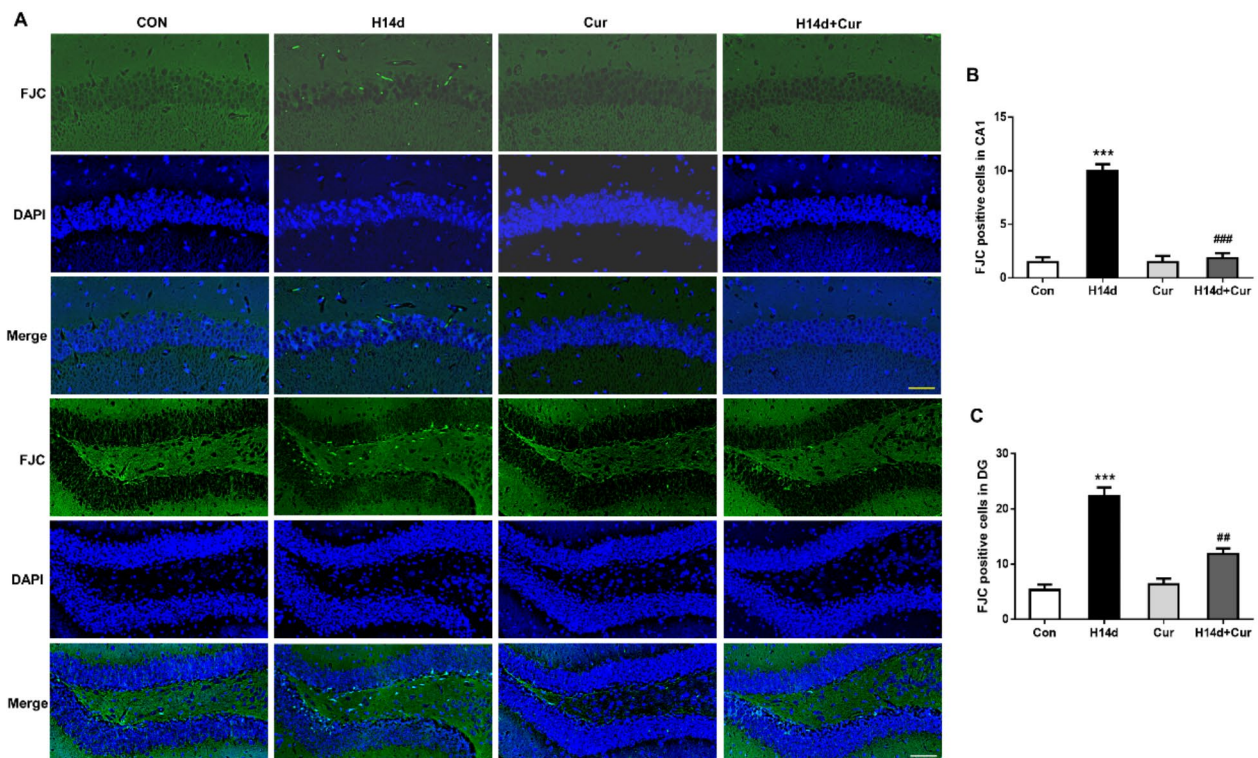 A
CON
H14d
Cur
H14d+Cur
FJC
DAPI
Merge
FJC
DAPI
Merge
B
FJC positive cells in CA1
15
10
5
0
***
###
Con
H14d
Cur
H14d+Cur
C
FJC positive cells in DG
30
20
10
0
***
##
Con
H14d
Cur
H14d+Cur